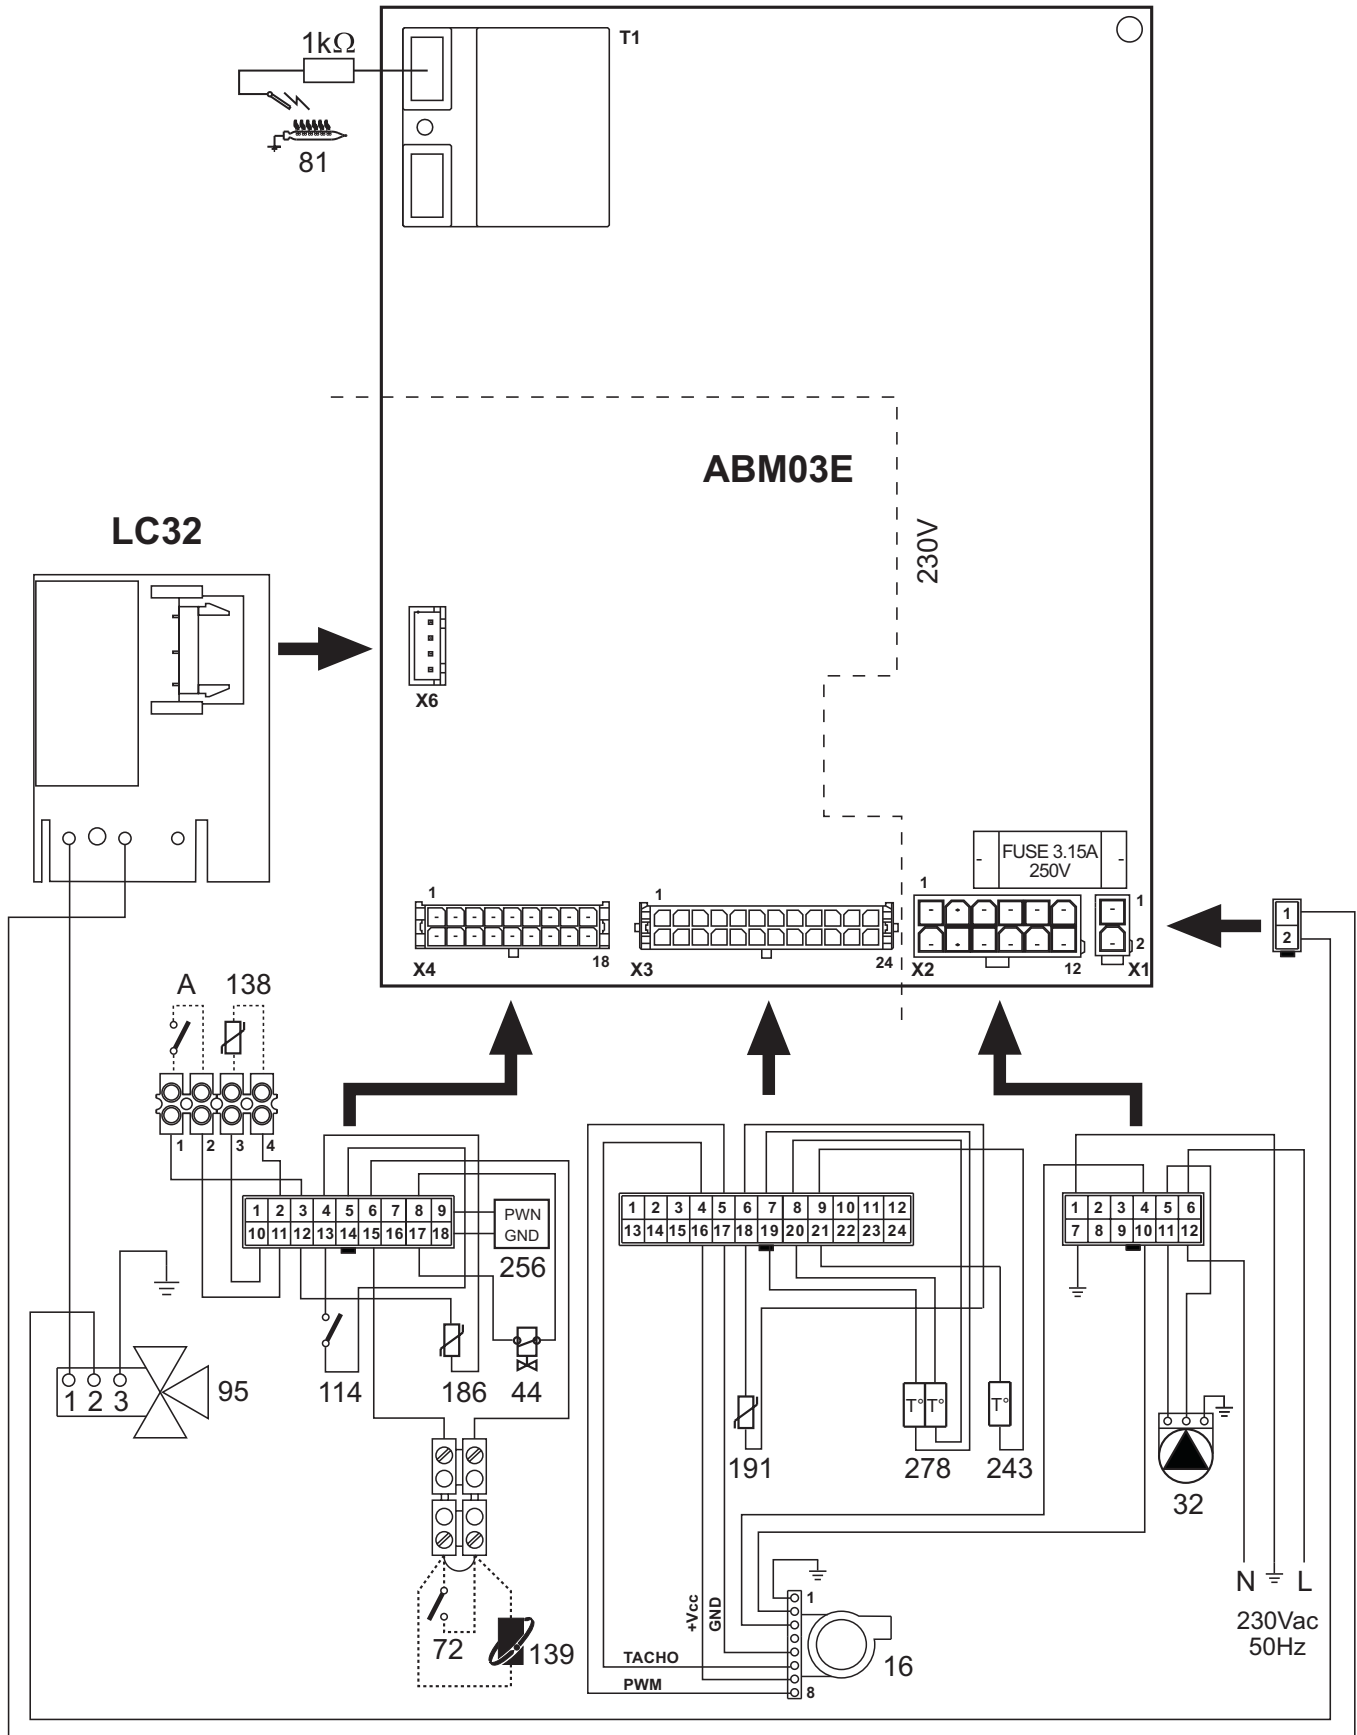 1kΩ
T1
81
ABM03E
230V
LC32
X6
FUSE 3.15A
250V
1
1
1
1
2
18
24
12
X4
X3
X2
X1
1
2
A
138
1 2 3 4
1 2 3 4 5 6 7 8 9
10 11 12 13 14 15 16 17 18
PWN
GND
256
1 2 3 4 5 6 7 8 9 10 11 12
13 14 15 16 17 18 19 20 21 22 23 24
1 2 3 4 5 6
7 8 9 10 11 12
1 2 3
95
114
186
44
191
T° T°
278
T°
243
32
72
139
+Vcc
GND
TACHO
PWM
1
8
16
N
L
230Vac
50Hz